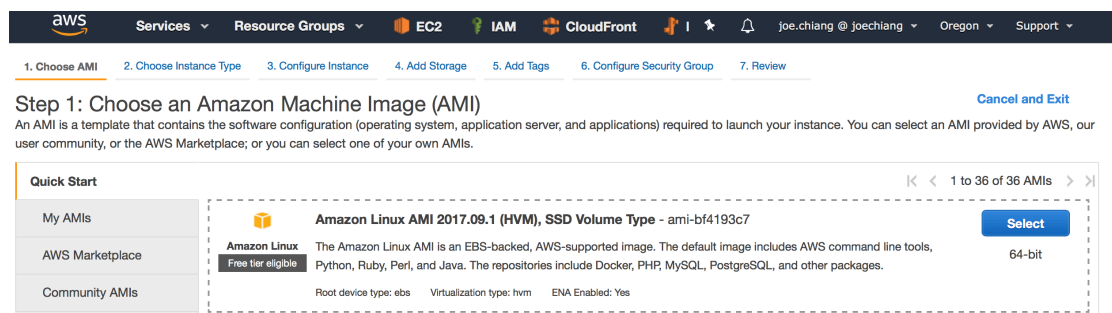 aws Services Resource Groups EC2 IAM CloudFront I joe.chiang @ joechiang Oregon Support
1. Choose AMI 2. Choose Instance Type 3. Configure Instance 4. Add Storage 5. Add Tags 6. Configure Security Group 7. Review
Step 1: Choose an Amazon Machine Image (AMI)
Cancel and Exit
An AMI is a template that contains the software configuration (operating system, application server, and applications) required to launch your instance. You can select an AMI provided by AWS, our
user community, or the AWS Marketplace; or you can select one of your own AMIs.
Quick Start
1 to 36 of 36 AMIs
My AMIs
AWS Marketplace
Community AMIs
Amazon Linux
Free tier eligible
Amazon Linux AMI 2017.09.1 (HVM), SSD Volume Type - ami-bf4193c7
The Amazon Linux AMI is an EBS-backed, AWS-supported image. The default image includes AWS command line tools,
Python, Ruby, Perl, and Java. The repositories include Docker, PHP, MySQL, PostgreSQL, and other packages.
Root device type: ebs Virtualization type: hvm ENA Enabled: Yes
Select
64-bit